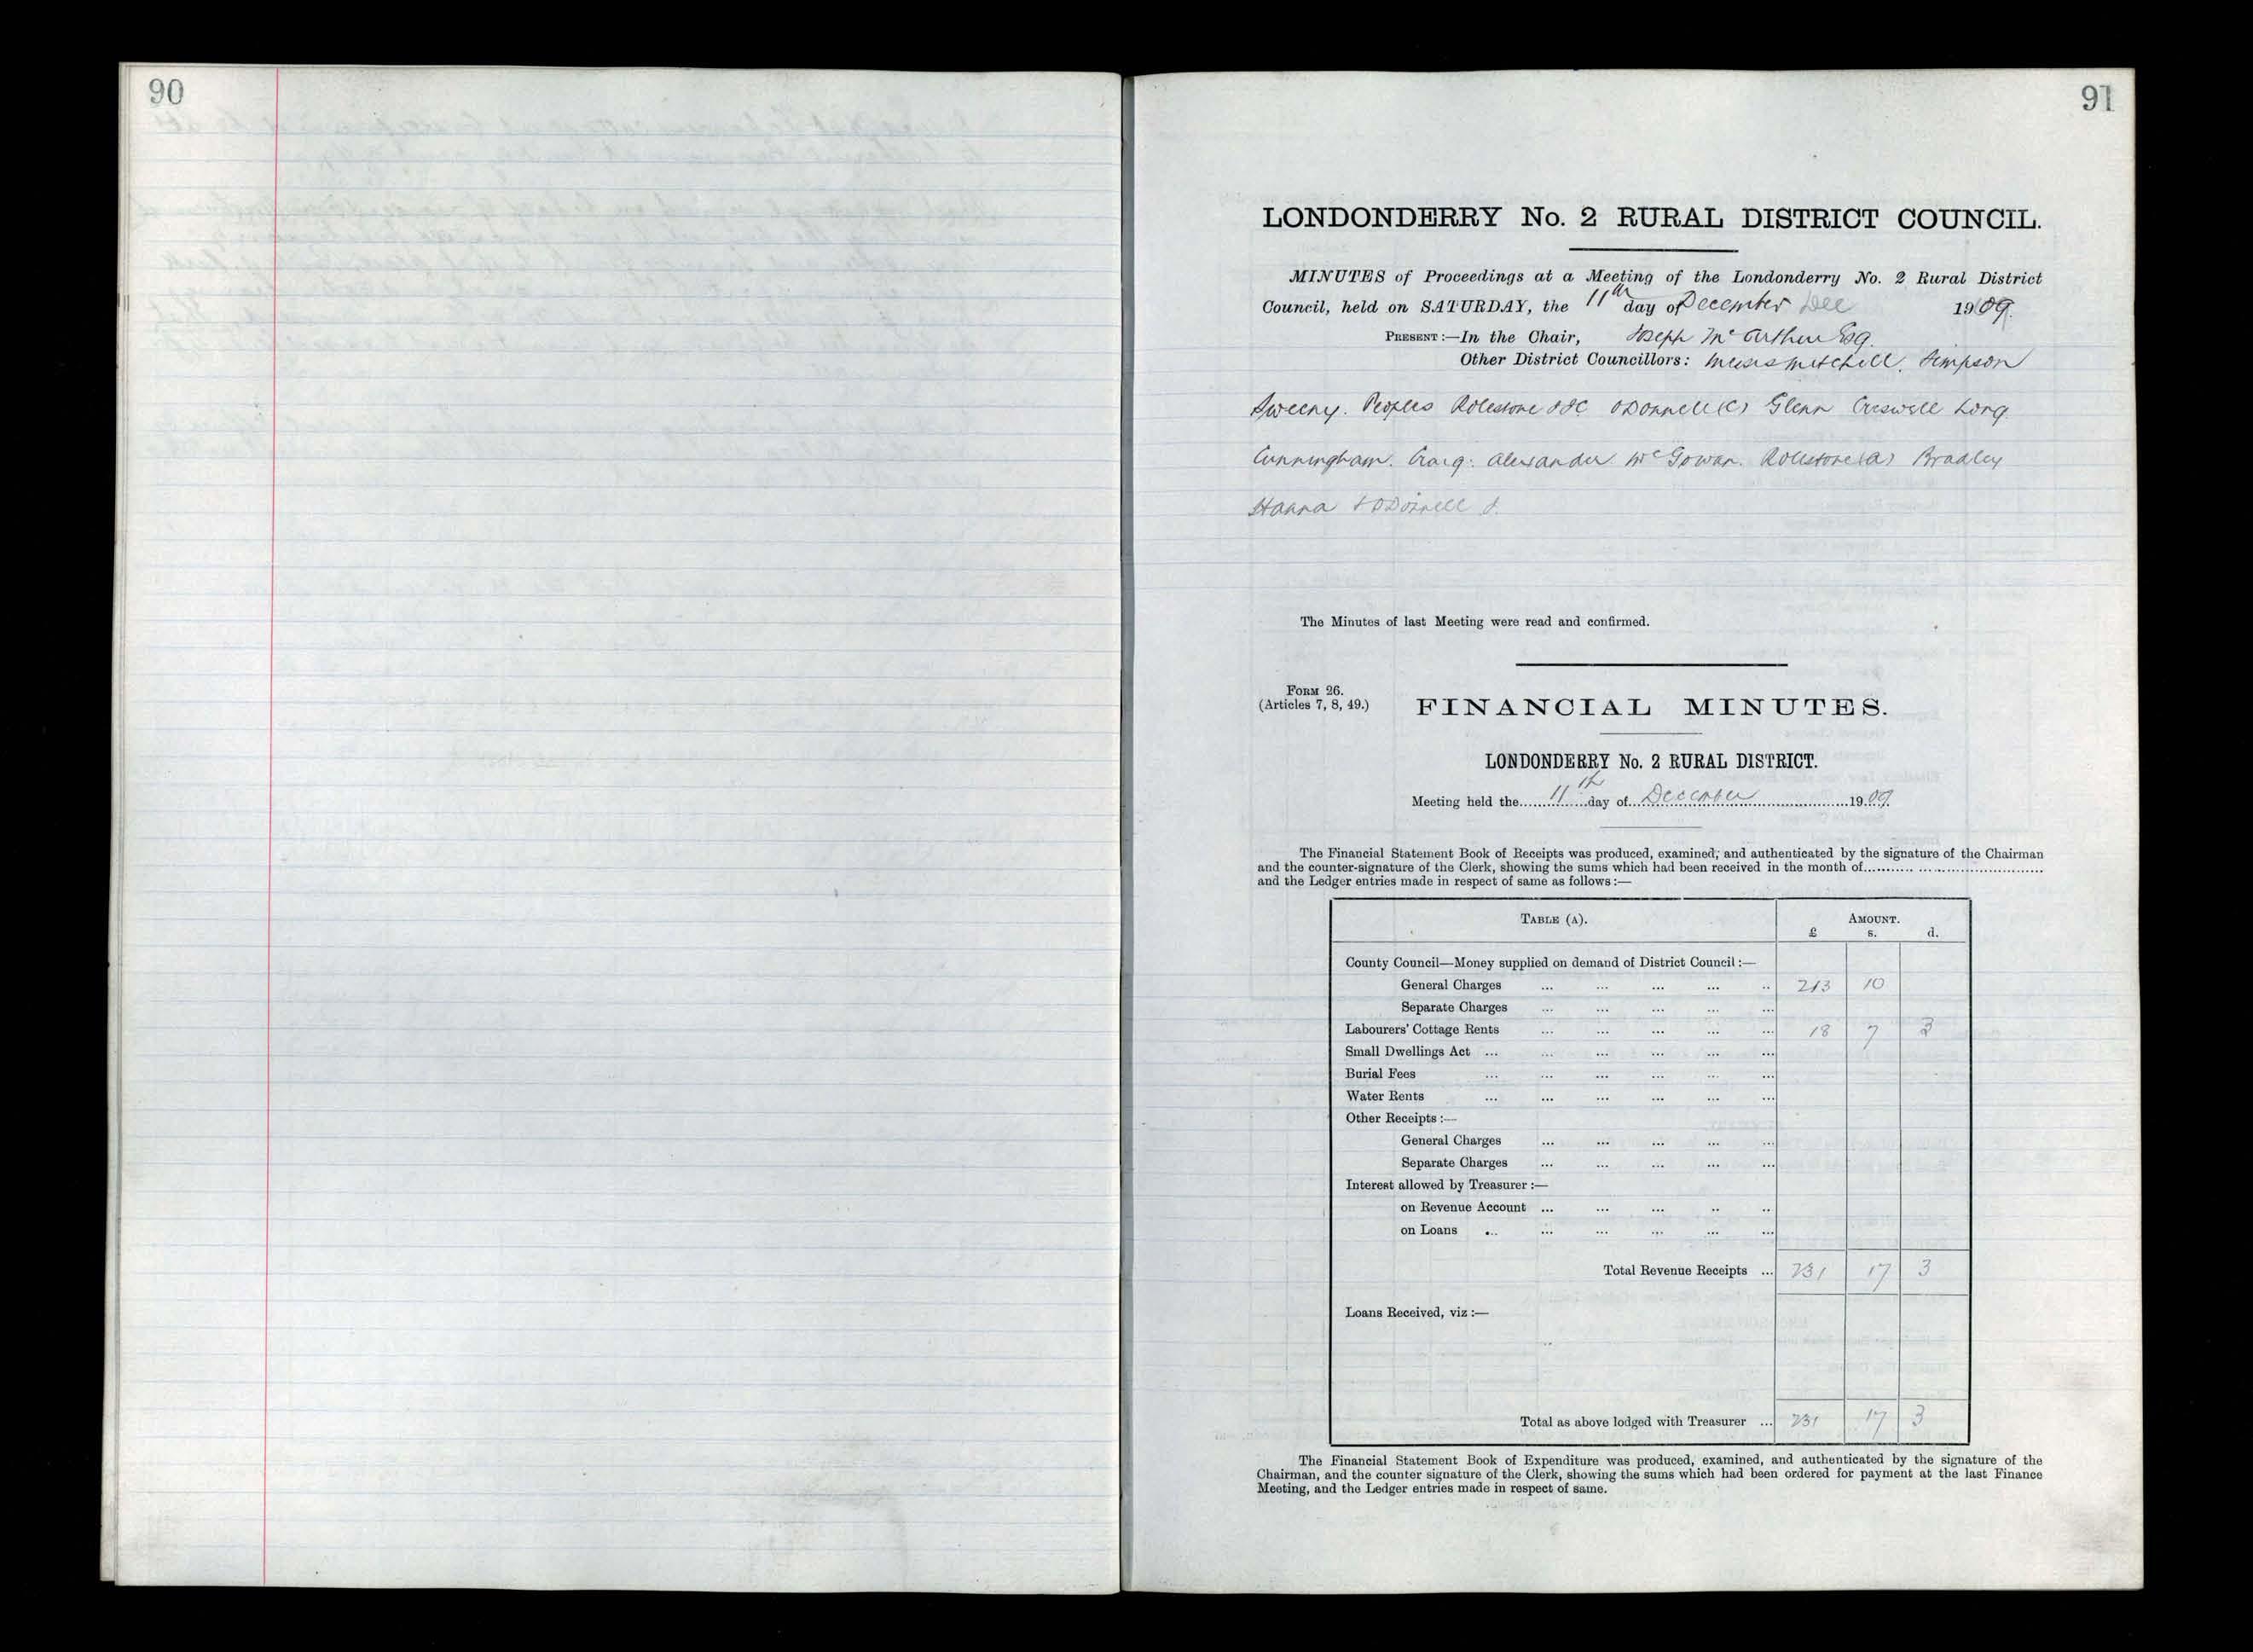 90
91
LONDONDERRY No. 2 RURAL DISTRICT COUNCIL.
MINUTES of Proceedings at a Meeting of the Londonderry No. 2 Rural District
Council, held on SATURDAY, the 11th day of December Dec 1909.
PRESENT:—In the Chair, Joseph McArthur Esq.
Other District Councillors: Messrs Mitchell. Simpson
Sweeny. Peoples Rolestone O'Donnell (C) Glenn Creswell Long
Cunningham. Craig. Alexander McGowan. Rolestone (A) Bradley
Hanna & O'Donnell J.
The Minutes of last Meeting were read and confirmed.
FORM 26.
(Articles 7, 8, 49.)
FINANCIAL MINUTES.
LONDONDERRY No. 2 RURAL DISTRICT.
Meeting held the 11th day of December 1909
The Financial Statement Book of Receipts was produced, examined, and authenticated by the signature of the Chairman
and the counter-signature of the Clerk, showing the sums which had been received in the month of
and the Ledger entries made in respect of same as follows:—
TABLE (A). AMOUNT.
£ s. d.
County Council—Money supplied on demand of District Council:—
General Charges 213 10
Separate Charges
Labourers' Cottage Rents 18 7 3
Small Dwellings Act
Burial Fees
Water Rents
Other Receipts:—
General Charges
Separate Charges
Interest allowed by Treasurer:—
on Revenue Account
on Loans
Total Revenue Receipts 231 17 3
Loans Received, viz:—
Total as above lodged with Treasurer 231 17 3
The Financial Statement Book of Expenditure was produced, examined, and authenticated by the signature of the
Chairman, and the counter signature of the Clerk, showing the sums which had been ordered for payment at the last Finance
Meeting, and the Ledger entries made in respect of same.